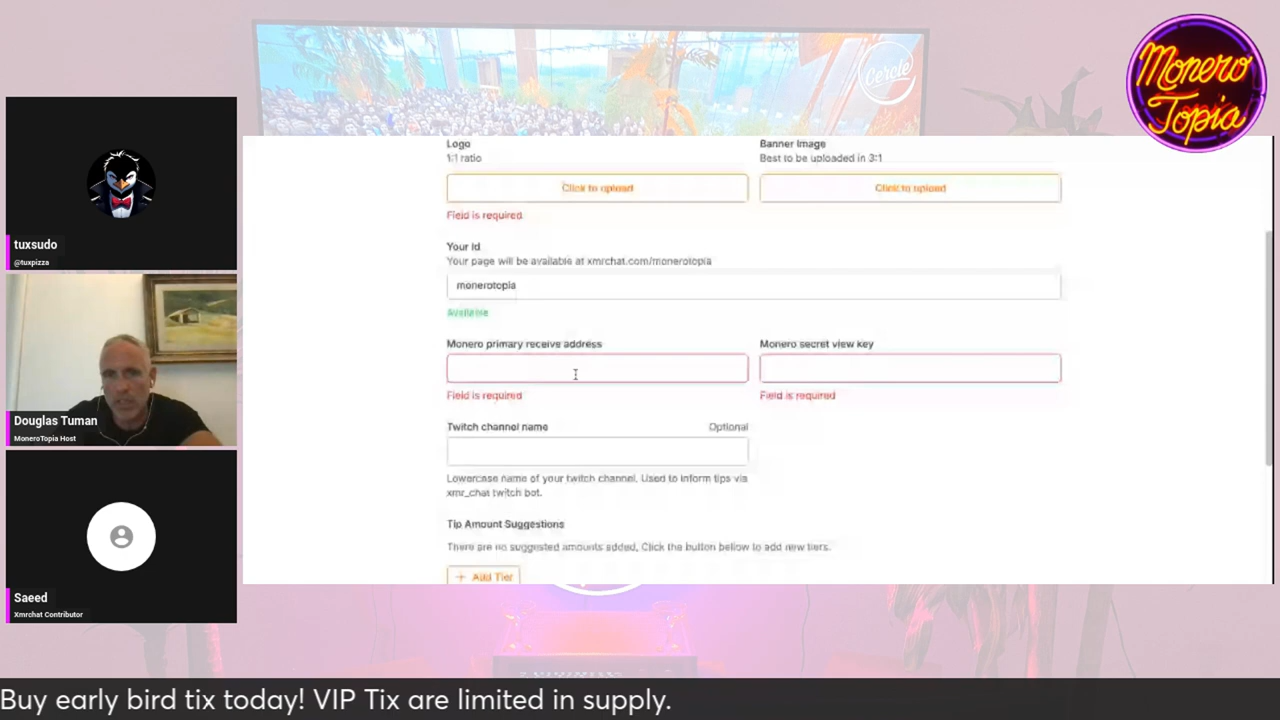 Cercle
Monero
Topia
tuxsudo
@tuxpizza
Douglas Tuman
MoneroTopia Host
Saeed
Xmrchat Contributor
Logo
1:1 ratio
Click to upload
Field is required
Banner Image
Best to be uploaded in 3:1
Click to upload
Your Id
Your page will be available at xmrchat.com/monerotopia
monerotopia
Available
Monero primary receive address
Field is required
Monero secret view key
Field is required
Twitch channel name Optional
Lowercase name of your twitch channel. Used to inform tips via
xmr_chat twitch bot.
Tip Amount Suggestions
There are no suggested amounts added, Click the button bellow to add new tiers.
+ Add Tier
Buy early bird tix today! VIP Tix are limited in supply.